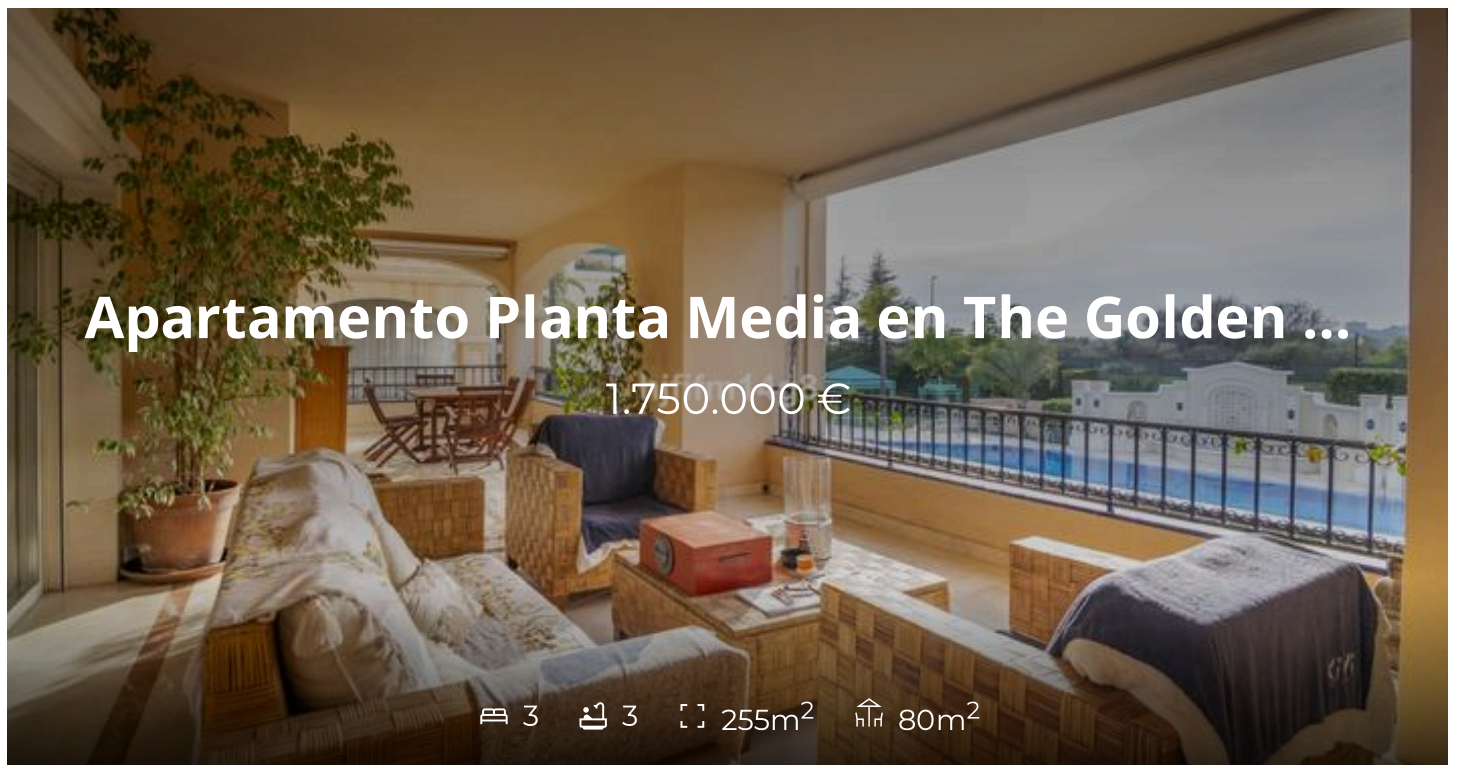 Apartamento Planta Media en The Golden ...
1.750.000 €
3 3 255m² 80m²